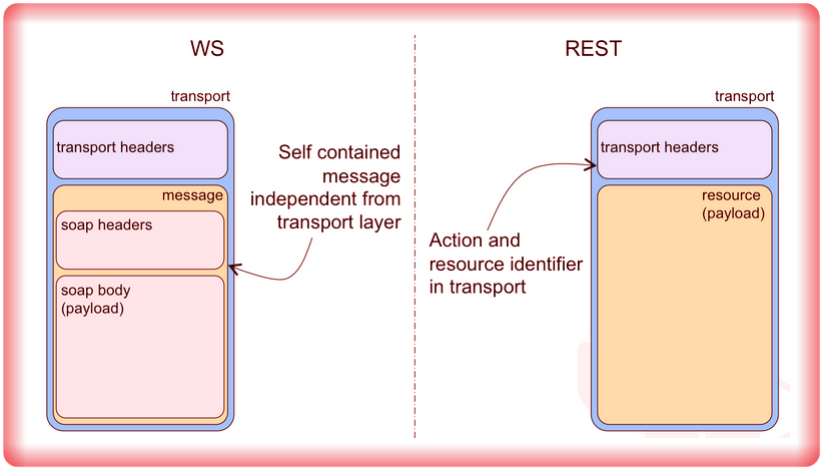 WS
transport
transport headers
message
soap headers
soap body
(payload)
Self contained
message
independent from
transport layer
REST
transport
transport headers
resource
(payload)
Action and
resource identifier
in transport